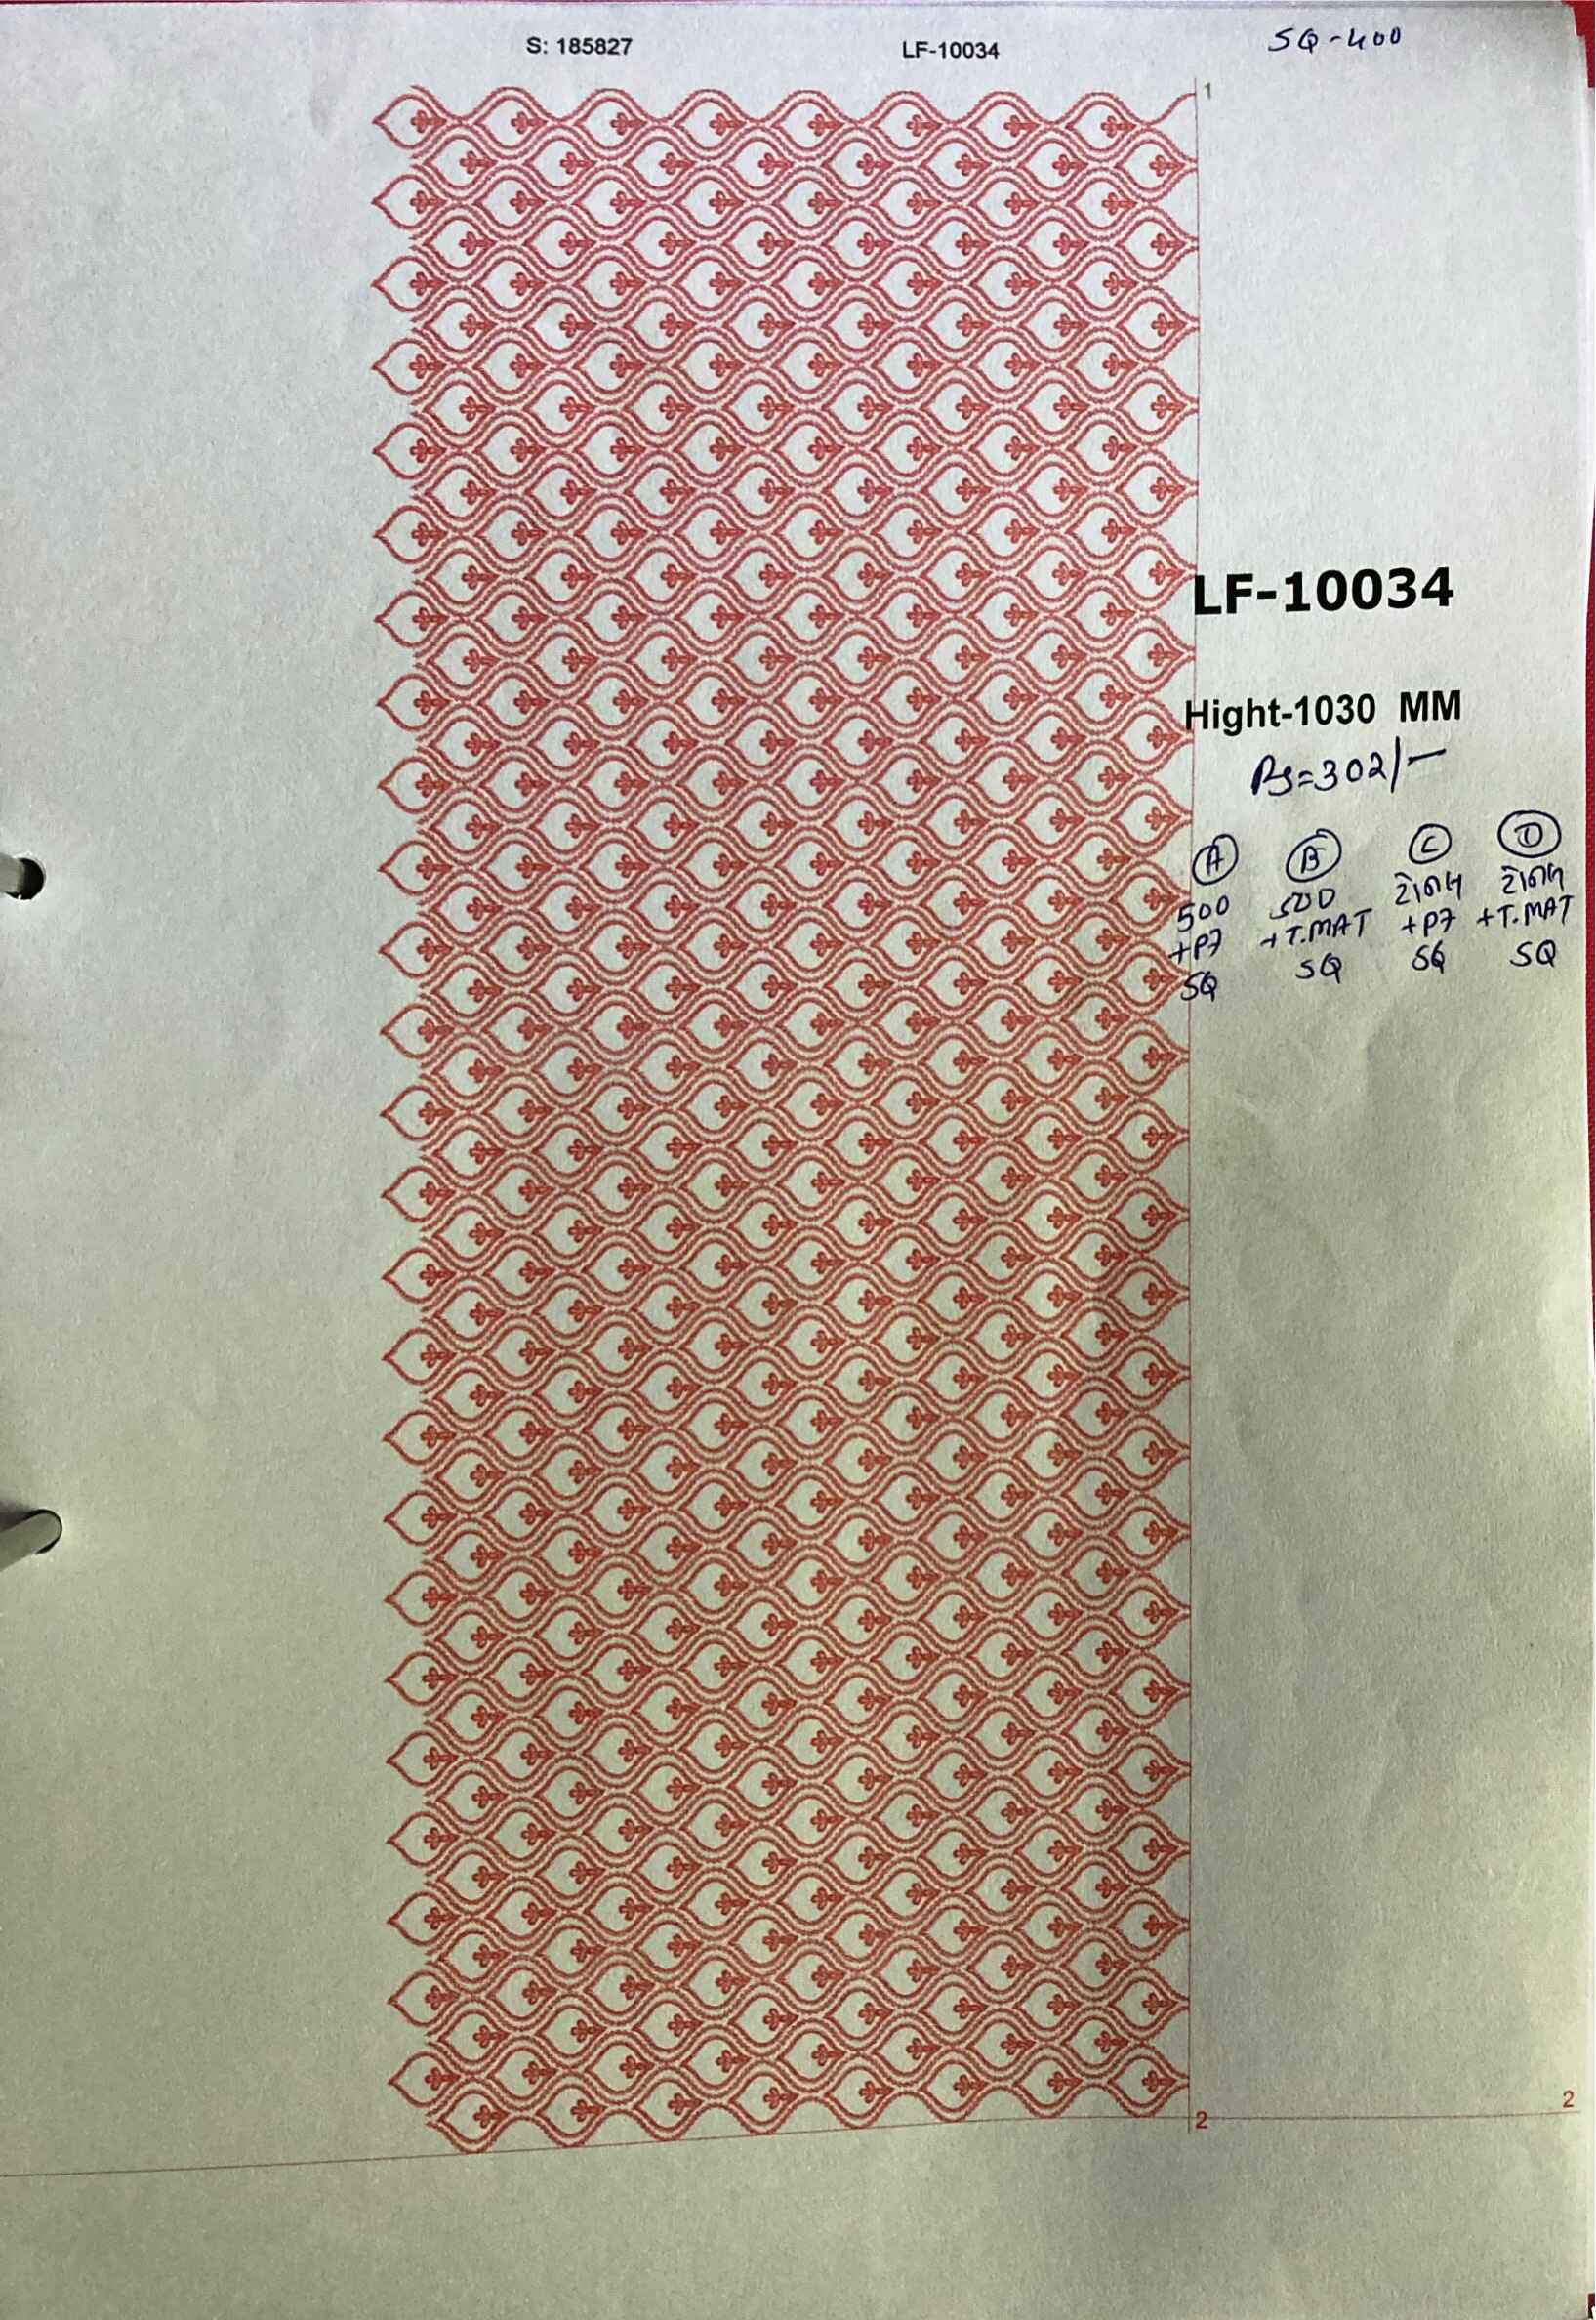 S: 185827 LF-10034 SQ-400
1
LF-10034
Hight-1030 MM
Rs=302/-
A B C D
500 500 રેશમ રેશમ
+P7 +T.MAT +P7 +T.MAT
SQ SQ SQ SQ
2 2